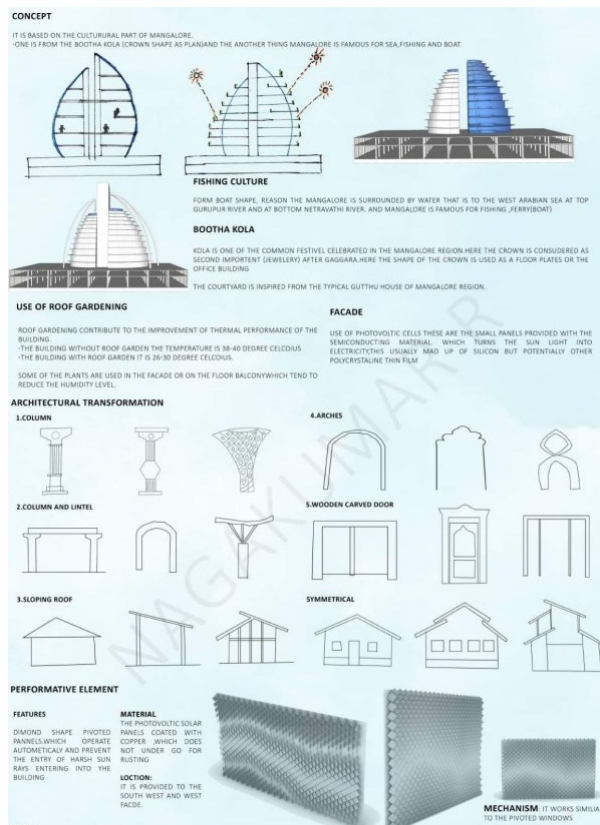 CONCEPT
IT IS BASED ON THE CULTURURAL PART OF MANGALORE.
·ONE IS FROM THE BOOTHA KOLA (CROWN SHAPE AS PLAN)AND THE ANOTHER THING MANGALORE IS FAMOUS FOR SEA,FISHING AND BOAT.
FISHING CULTURE
FORM BOAT SHAPE, REASON THE MANGALORE IS SURROUNDED BY WATER THAT IS TO THE WEST ARABIAN SEA AT TOP
GURUPUR RIVER AND AT BOTTOM NETRAVATHI RIVER. AND MANGALORE IS FAMOUS FOR FISHING ,FERRY(BOAT)
BOOTHA KOLA
KOLA IS ONE OF THE COMMON FESTIVEL CELEBRATED IN THE MANGALORE REGION.HERE THE CROWN IS CONSUDERED AS
SECOND IMPORTENT (JEWELERY) AFTER GAGGARA.HERE THE SHAPE OF THE CROWN IS USED AS A FLOOR PLATES OR THE
OFFICE BUILDING
THE COURTYARD IS INSPIRED FROM THE TYPICAL GUTTHU HOUSE OF MANGALORE REGION.
USE OF ROOF GARDENING
ROOF GARDENING CONTRIBUTE TO THE IMPROVEMENT OF THERMAL PERFORMANCE OF THE
BUILDING.
·THE BUILDING WITHOUT ROOF GARDEN THE TEMPERATURE IS 38-40 DEGREE CELCOIUS
·THE BUILDING WITH ROOF GARDEN IT IS 26-30 DEGREE CELCOIUS.
SOME OF THE PLANTS ARE USED IN THE FACADE OR ON THE FLOOR BALCONYWHICH TEND TO
REDUCE THE HUMIDITY LEVEL.
FACADE
USE OF PHOTOVOLTIC CELLS THESE ARE THE SMALL PANELS PROVIDED WITH THE
SEMICONDUCTING MATERIAL WHICH TURNS THE SUN LIGHT INTO
ELECTRICITY,THIS USUALLY MAD UP OF SILICON BUT POTENTIALLY OTHER
POLYCRYSTALINE THIN FILM
ARCHITECTURAL TRANSFORMATION
1.COLUMN
4.ARCHES
2.COLUMN AND LINTEL
5.WOODEN CARVED DOOR
3.SLOPING ROOF
SYMMETRICAL
NAGAKUMAR
PERFORMATIVE ELEMENT
FEATURES
DIMOND SHAPE PIVOTED
PANNELS.WHICH OPERATE
AUTOMETICALY AND PREVENT
THE ENTRY OF HARSH SUN
RAYS ENTERING INTO YHE
BUILDING
MATERIAL
THE PHOTOVOLTIC SOLAR
PANELS COATED WITH
COPPER ,WHICH DOES
NOT UNDER GO FOR
RUSTING
LOCTION:
IT IS PROVIDED TO THE
SOUTH WEST AND WEST
FACDE.
MECHANISM: IT WORKS SIMILIA
TO THE PIVOTED WINDOWS